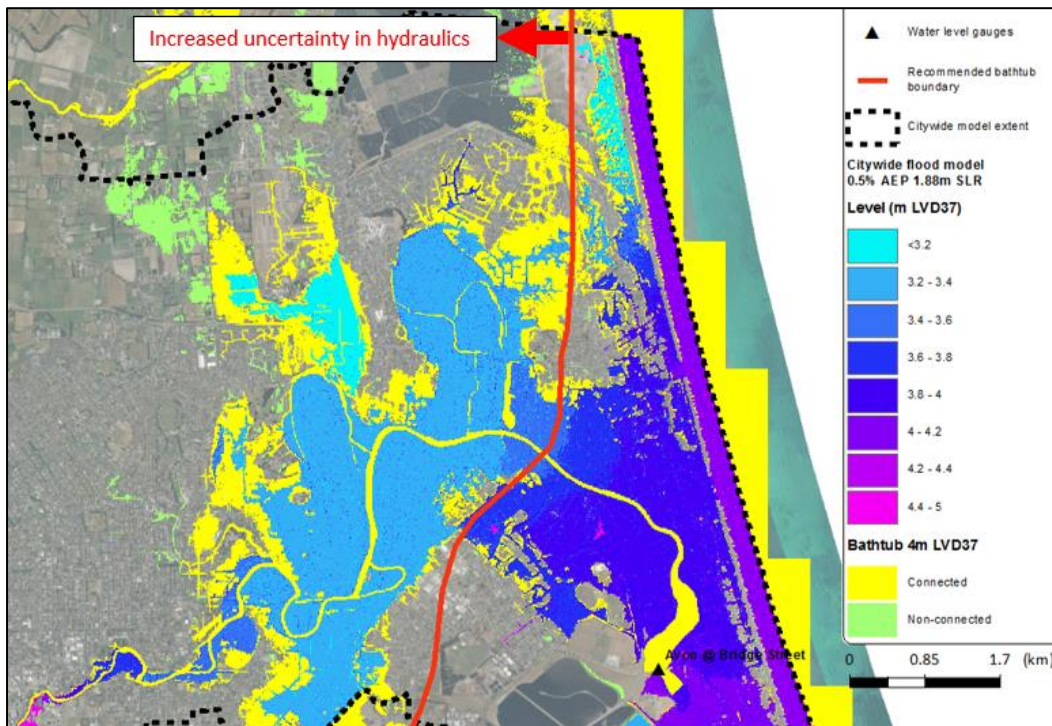 Increased uncertainty in hydraulics
Avon @ Bridge Street
Water level gauges
Recommended bathtub
boundary
Citywide model extent
Citywide flood model
0.5% AEP 1.88m SLR
Level (m LVD37)
<3.2
3.2 - 3.4
3.4 - 3.6
3.6 - 3.8
3.8 - 4
4 - 4.2
4.2 - 4.4
4.4 - 5
Bathtub 4m LVD37
Connected
Non-connected
0 0.85 1.7 (km)